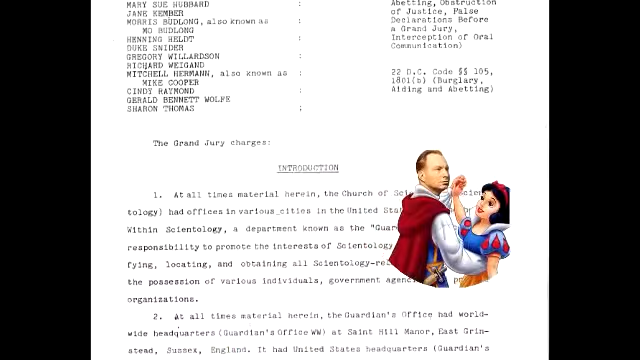 MARY SUE HUBBARD : Abetting, Obstruction
JANE KEMBER of Justice, False
MORRIS BUDLONG, also known as : Declarations Before
MO BUDLONG a Grand Jury,
HENNING HELDT : Interception of Oral
DUKE SNIDER : Communication)
GREGORY WILLARDSON :
RICHARD WEIGAND :
MITCHELL HERMANN, also known as : 22 D.C. Code §§ 105,
MIKE COOPER 1801(b) (Burglary,
CINDY RAYMOND : Aiding and Abetting)
GERALD BENNETT WOLFE
SHARON THOMAS :
The Grand Jury charges:
INTRODUCTION
1. At all times material herein, the Church of
tology) had offices in various cities in the United
Within Scientology, a department known as the
responsibility to promote the interests of Scientology
fying, locating, and obtaining all
the possession of various individuals, government
organizations.
2. At all times material herein, the Guardian's Office had world-
wide headquarters (Guardian's Office WW) at Saint Hill Manor, East Grin-
stead, Sussex, England. It had United States headquarters (Guardian's